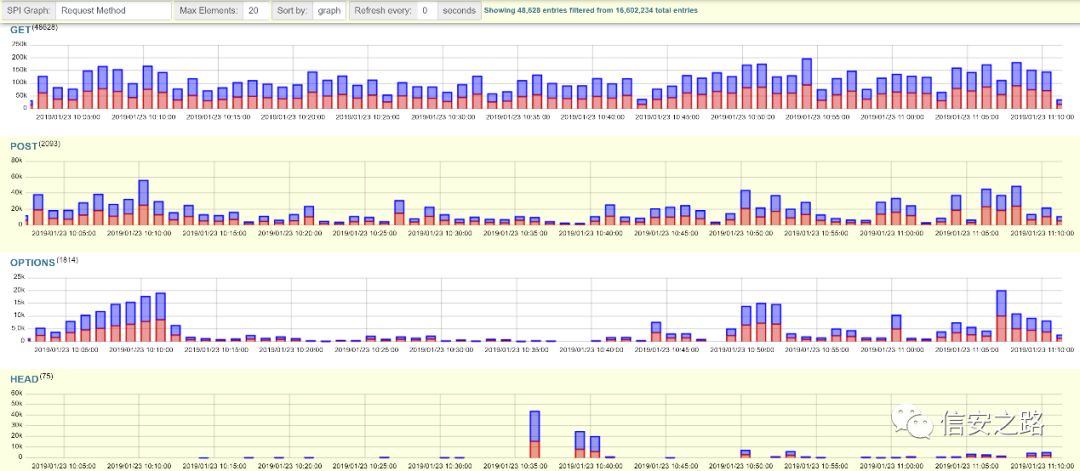 SPI Graph: Request Method Max Elements: 20 Sort by: graph Refresh every: 0 seconds Showing 48,628 entries filtered from 16,602,234 total entries
GET(48628)
250k
200k
150k
100k
50k
0
2019/01/23 10:05:00 2019/01/23 10:10:00 2019/01/23 10:15:00 2019/01/23 10:20:00 2019/01/23 10:25:00 2019/01/23 10:30:00 2019/01/23 10:35:00 2019/01/23 10:40:00 2019/01/23 10:45:00 2019/01/23 10:50:00 2019/01/23 10:55:00 2019/01/23 11:00:00 2019/01/23 11:05:00 2019/01/23 11:10:00
POST(2093)
80k
60k
40k
20k
0
2019/01/23 10:05:00 2019/01/23 10:10:00 2019/01/23 10:15:00 2019/01/23 10:20:00 2019/01/23 10:25:00 2019/01/23 10:30:00 2019/01/23 10:35:00 2019/01/23 10:40:00 2019/01/23 10:45:00 2019/01/23 10:50:00 2019/01/23 10:55:00 2019/01/23 11:00:00 2019/01/23 11:05:00 2019/01/23 11:10:00
OPTIONS(1814)
25k
20k
15k
10k
5.0k
0
2019/01/23 10:05:00 2019/01/23 10:10:00 2019/01/23 10:15:00 2019/01/23 10:20:00 2019/01/23 10:25:00 2019/01/23 10:30:00 2019/01/23 10:35:00 2019/01/23 10:40:00 2019/01/23 10:45:00 2019/01/23 10:50:00 2019/01/23 10:55:00 2019/01/23 11:00:00 2019/01/23 11:05:00 2019/01/23 11:10:00
HEAD(75)
60k
50k
40k
30k
20k
10k
0
信安之路
2019/01/23 10:05:00 2019/01/23 10:10:00 2019/01/23 10:15:00 2019/01/23 10:20:00 2019/01/23 10:25:00 2019/01/23 10:30:00 2019/01/23 10:35:00 2019/01/23 10:40:00 2019/01/23 10:45:00 2019/01/23 10:50:00 2019/01/23 10:55:00 2019/01/23 11:00:00 2019/01/23 11:05:00 2019/01/23 11:10:00